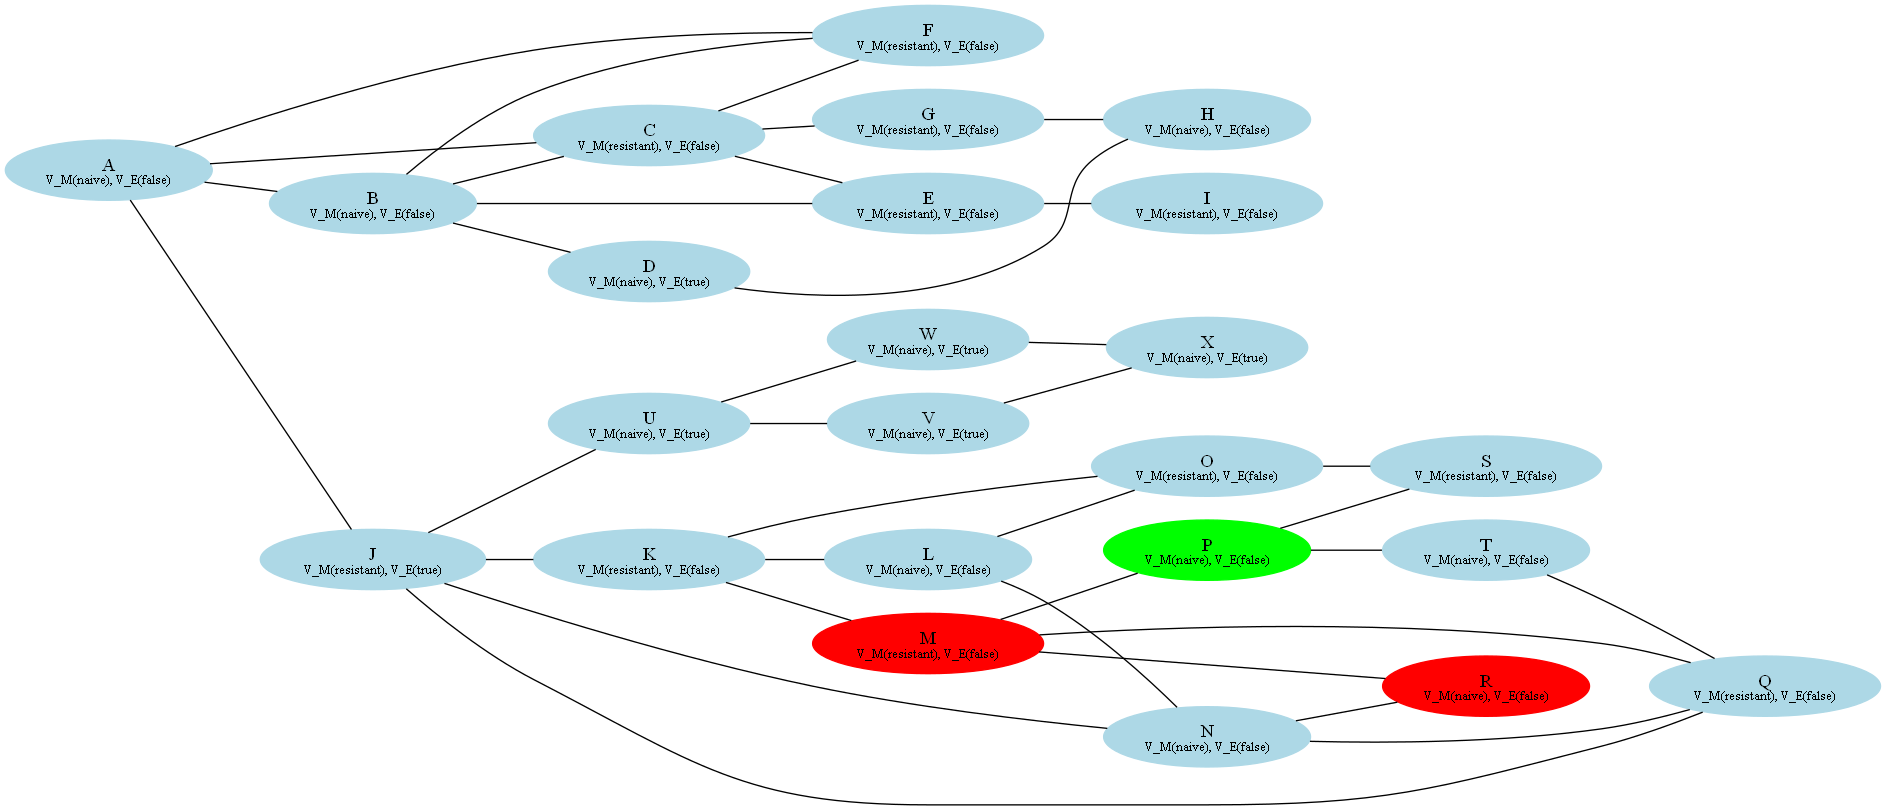 F
V_M(resistant), V_E(false)
C
V_M(resistant), V_E(false)
G
V_M(resistant), V_E(false)
H
V_M(naive), V_E(false)
A
V_M(naive), V_E(false)
B
V_M(naive), V_E(false)
E
V_M(resistant), V_E(false)
I
V_M(resistant), V_E(false)
D
V_M(naive), V_E(true)
W
V_M(naive), V_E(true)
X
V_M(naive), V_E(true)
U
V_M(naive), V_E(true)
V
V_M(naive), V_E(true)
O
V_M(resistant), V_E(false)
S
V_M(resistant), V_E(false)
J
V_M(resistant), V_E(true)
K
V_M(resistant), V_E(false)
L
V_M(naive), V_E(false)
P
V_M(naive), V_E(false)
T
V_M(naive), V_E(false)
M
V_M(resistant), V_E(false)
R
V_M(naive), V_E(false)
Q
V_M(resistant), V_E(false)
N
V_M(naive), V_E(false)